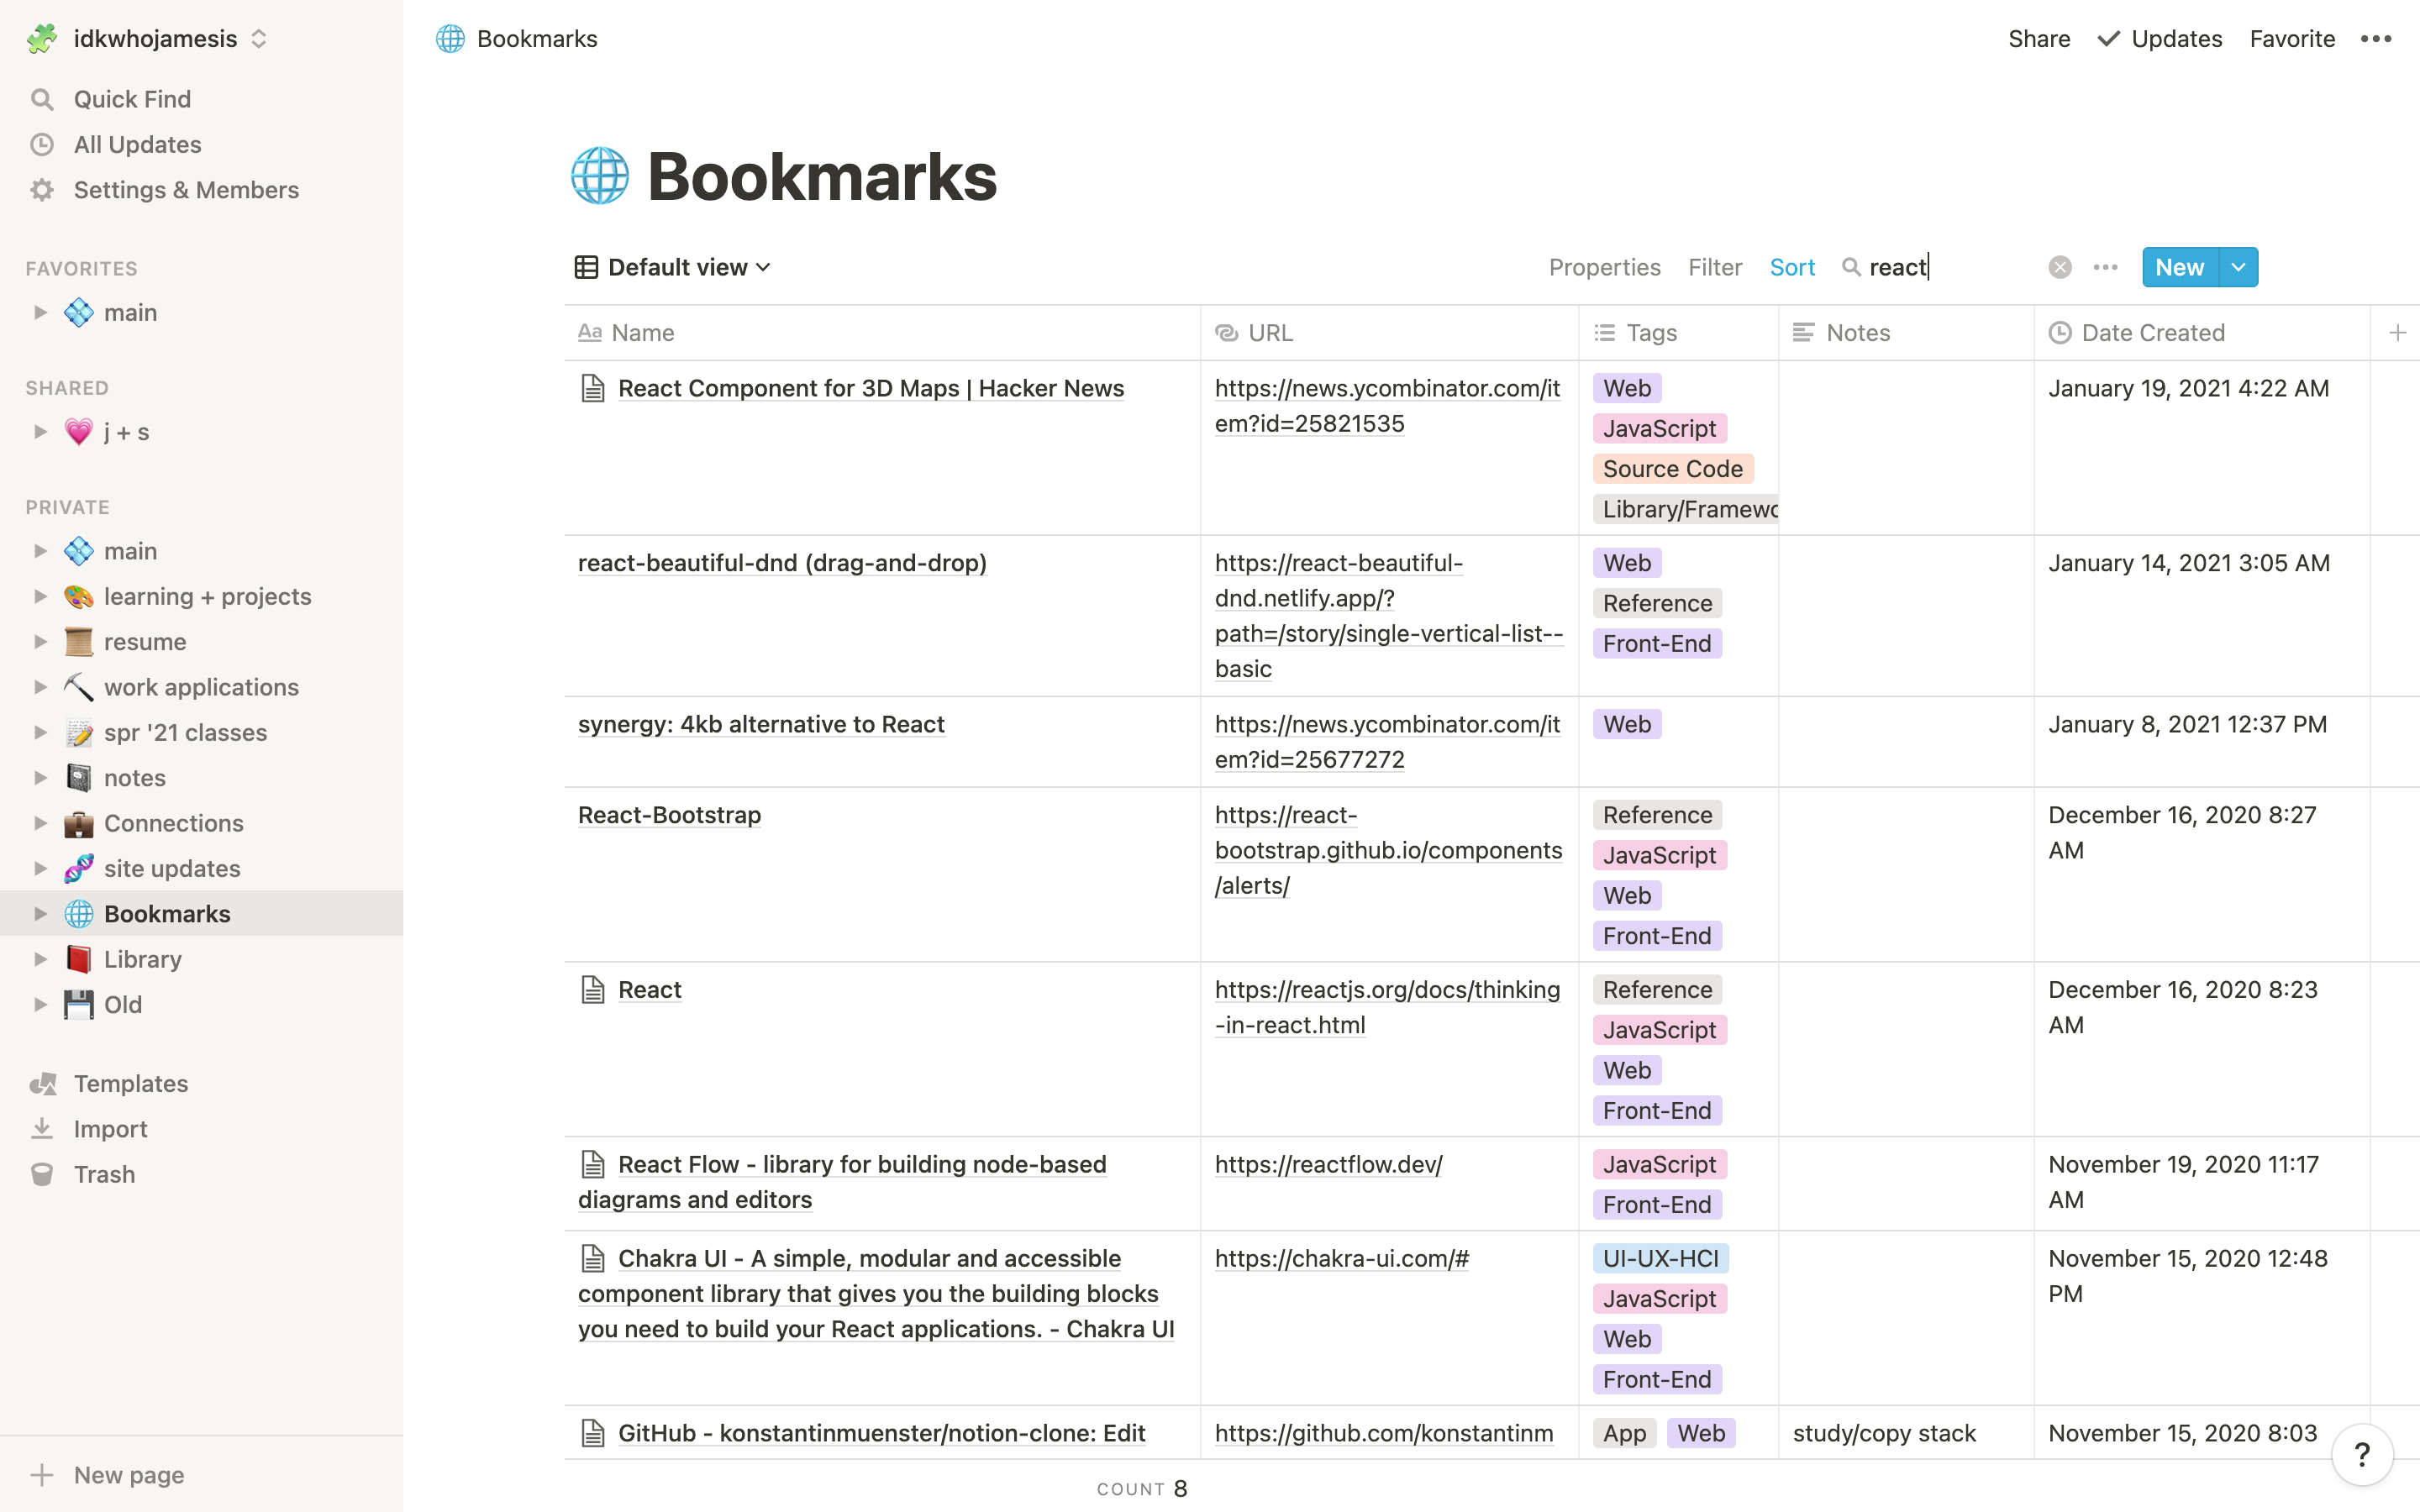 idkwhojamesis
Quick Find
All Updates
Settings & Members
FAVORITES
main
SHARED
j + s
PRIVATE
main
learning + projects
resume
work applications
spr '21 classes
notes
Connections
site updates
Bookmarks
Library
Old
Templates
Import
Trash
New page
Bookmarks
Share Updates Favorite
Bookmarks
Default view
Properties Filter Sort react New
Aa Name URL Tags Notes Date Created
React Component for 3D Maps | Hacker News
https://news.ycombinator.com/it
em?id=25821535
Web
JavaScript
Source Code
Library/Framewo
January 19, 2021 4:22 AM
react-beautiful-dnd (drag-and-drop)
https://react-beautiful-
dnd.netlify.app/?
path=/story/single-vertical-list--
basic
Web
Reference
Front-End
January 14, 2021 3:05 AM
synergy: 4kb alternative to React
https://news.ycombinator.com/it
em?id=25677272
Web
January 8, 2021 12:37 PM
React-Bootstrap
https://react-
bootstrap.github.io/components
/alerts/
Reference
JavaScript
Web
Front-End
December 16, 2020 8:27
AM
React
https://reactjs.org/docs/thinking
-in-react.html
Reference
JavaScript
Web
Front-End
December 16, 2020 8:23
AM
React Flow - library for building node-based
diagrams and editors
https://reactflow.dev/
JavaScript
Front-End
November 19, 2020 11:17
AM
Chakra UI - A simple, modular and accessible
component library that gives you the building blocks
you need to build your React applications. - Chakra UI
https://chakra-ui.com/#
UI-UX-HCI
JavaScript
Web
Front-End
November 15, 2020 12:48
PM
GitHub - konstantinmuenster/notion-clone: Edit
https://github.com/konstantinm
App Web
study/copy stack
November 15, 2020 8:03
COUNT 8
?